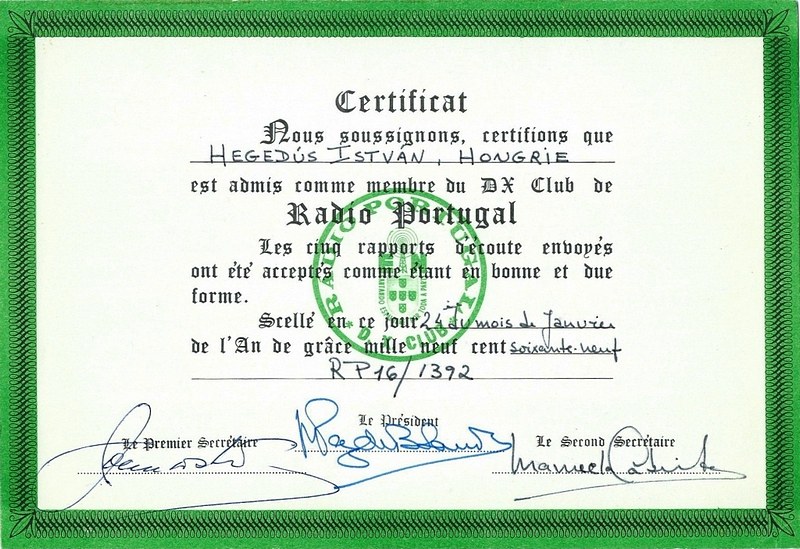 Certificat
Nous soussignons, certifions que
HEGEDÚS ISTVÁN, HONGRIE
est admis comme membre du DX Club de
Radio Portugal
Les cinq rapports d'écoute envoyés
ont été acceptés comme étant en bonne et due
forme.
Scellé en ce jour 24 du mois de Janvier
de l'An de grâce mille neuf cent soixante-neuf
RP16/1392
RADIO PORTUGAL
* D. X. CLUB *
Le Président
Le Premier Secrétaire
Le Second Secrétaire